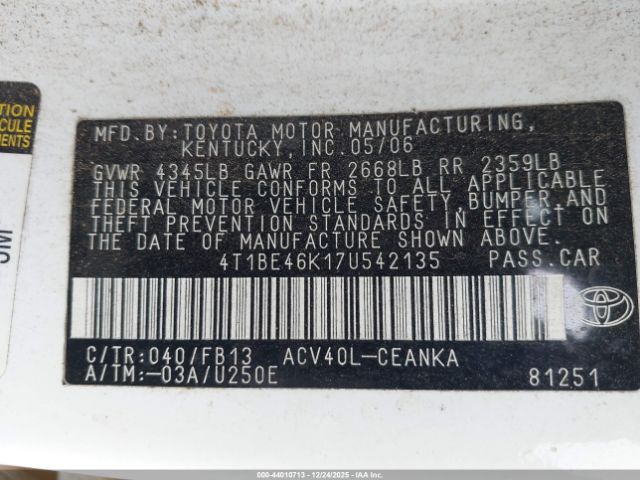 TION
CULE
MENTS
MFD. BY: TOYOTA MOTOR MANUFACTURING,
KENTUCKY, INC. 05/06
GVWR 4345LB GAWR FR 2668LB RR 2359LB
THIS VEHICLE CONFORMS TO ALL APPLICABLE
FEDERAL MOTOR VEHICLE SAFETY, BUMPER, AND
THEFT PREVENTION STANDARDS IN EFFECT ON
THE DATE OF MANUFACTURE SHOWN ABOVE.
4T1BE46K17U542135 PASS. CAR
C/TR: 040/FB13 ACV40L-CEANKA
A/TM: -03A/U250E 81251
000-44010713 - 12/24/2025 - IAA